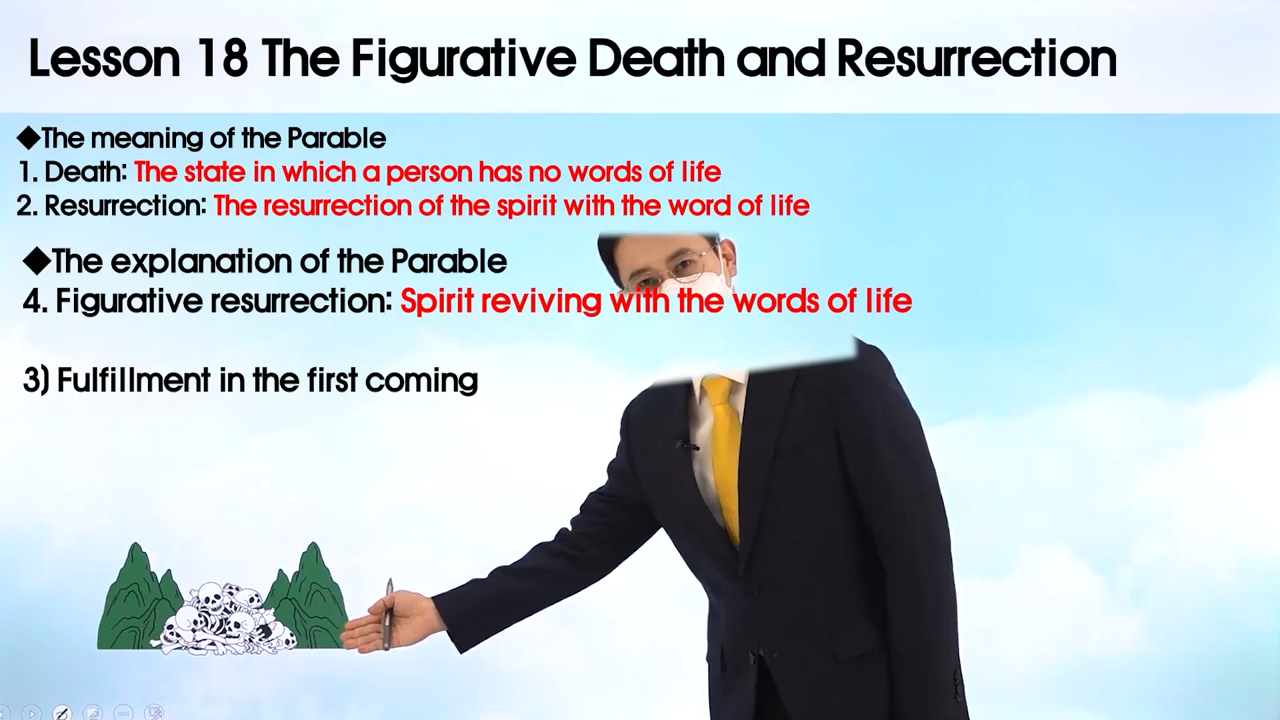 Lesson 18 The Figurative Death and Resurrection
◆The meaning of the Parable
1. Death: The state in which a person has no words of life
2. Resurrection: The resurrection of the spirit with the word of life
◆The explanation of the Parable
4. Figurative resurrection: Spirit reviving with the words of life
3) Fulfillment in the first coming